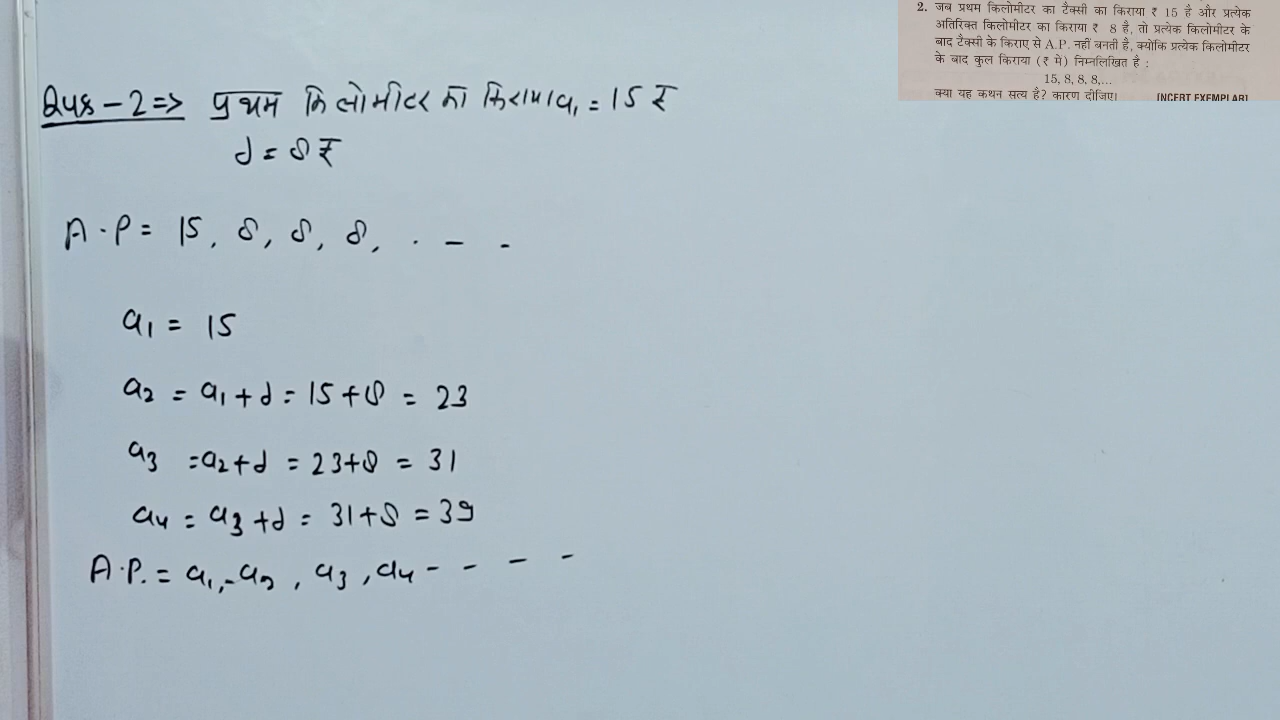 2. जब प्रथम किलोमीटर का टैक्सी का किराया ₹ 15 है और प्रत्येक
अतिरिक्त किलोमीटर का किराया ₹ 8 है, तो प्रत्येक किलोमीटर के
बाद टैक्सी के किराए से A.P. नहीं बनती है, क्योंकि प्रत्येक किलोमीटर
के बाद कुल किराया (₹ में) निम्नलिखित है :
15, 8, 8, 8,...
क्या यह कथन सत्य है? कारण दीजिए। [NCERT EXEMPLAR]
Qus - 2 => प्रथम किलोमीटर का किराया a₁ = 15 ₹
d = 8 ₹
A.P = 15, 8, 8, 8, . - -
a₁ = 15
a₂ = a₁ + d = 15 + 8 = 23
a₃ = a₂ + d = 23 + 8 = 31
a₄ = a₃ + d = 31 + 8 = 39
A.P. = a₁, a₂, a₃, a₄ - - - -